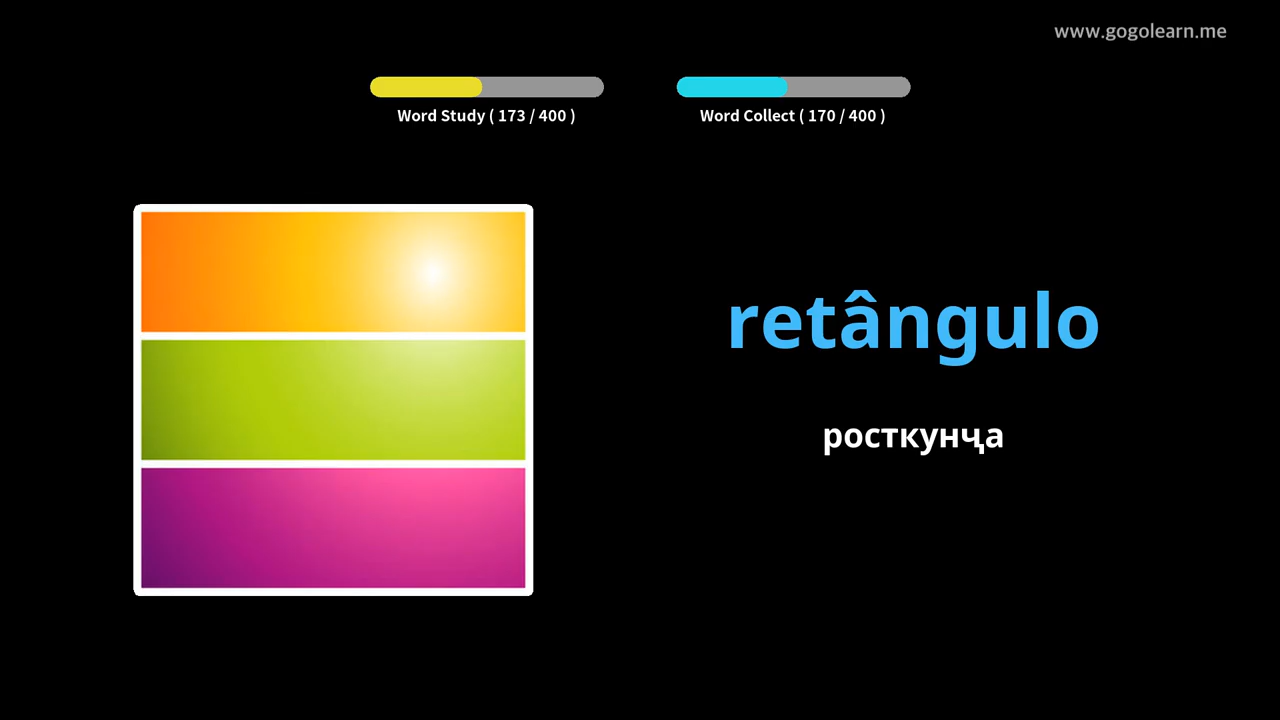 www.gogolearn.me
Word Study ( 173 / 400 )
Word Collect ( 170 / 400 )
retângulo
росткунҷа